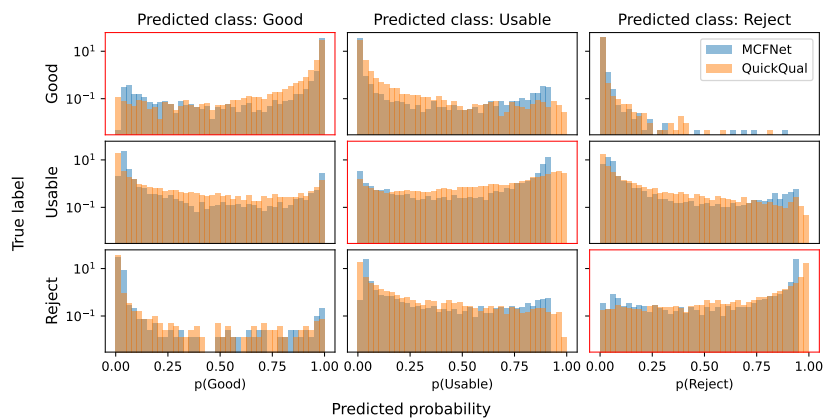 Predicted class: Good
Predicted class: Usable
Predicted class: Reject
True label
Good
10¹
10⁻¹
MCFNet
QuickQual
Usable
10¹
10⁻¹
Reject
10¹
10⁻¹
0.00 0.25 0.50 0.75 1.00
0.00 0.25 0.50 0.75 1.00
0.00 0.25 0.50 0.75 1.00
p(Good)
p(Usable)
p(Reject)
Predicted probability